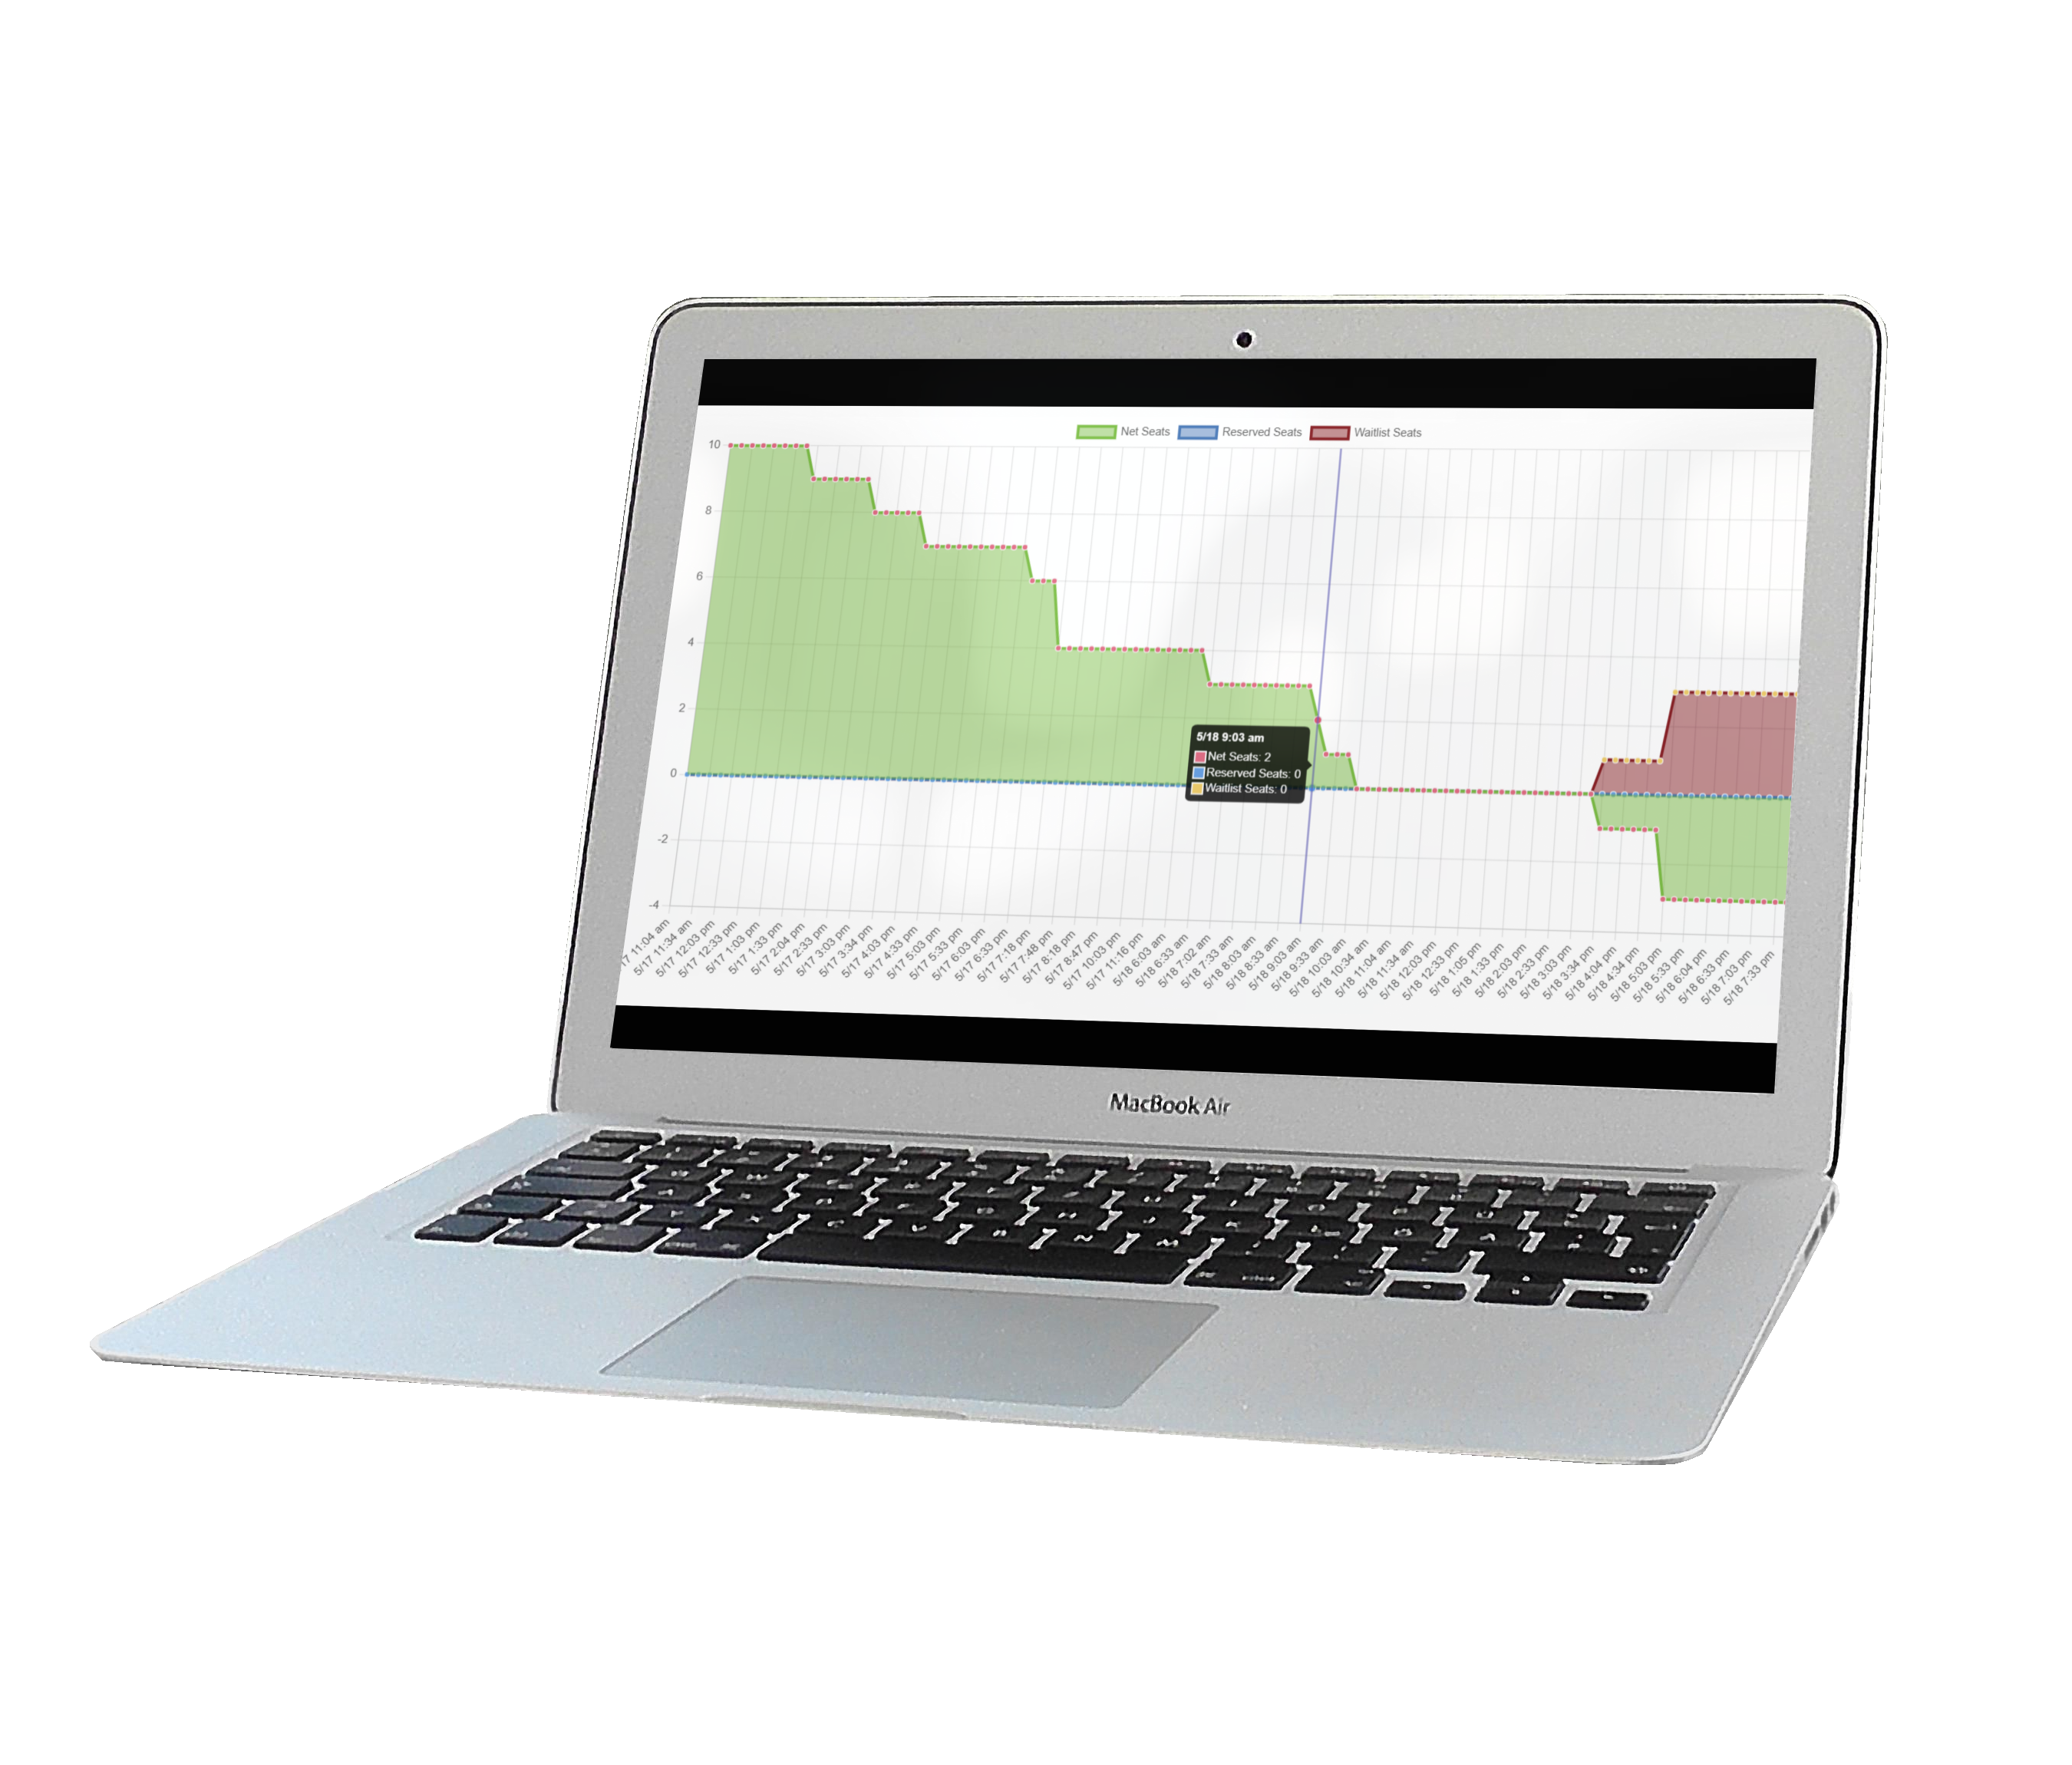 Net Seats Reserved Seats Waitlist Seats
10
8
6
4
2
0
-2
-4
5/18 9:03 am
Net Seats: 2
Reserved Seats: 0
Waitlist Seats: 0
17 11:04 am
5/17 11:34 am
5/17 12:03 pm
5/17 12:33 pm
5/17 1:03 pm
5/17 1:33 pm
5/17 2:04 pm
5/17 2:33 pm
5/17 3:03 pm
5/17 3:34 pm
5/17 4:03 pm
5/17 4:33 pm
5/17 5:03 pm
5/17 5:33 pm
5/17 6:03 pm
5/17 6:33 pm
5/17 7:18 pm
5/17 7:48 pm
5/17 8:18 pm
5/17 8:47 pm
5/17 10:03 pm
5/17 11:16 pm
5/18 6:03 am
5/18 6:33 am
5/18 7:02 am
5/18 7:33 am
5/18 8:03 am
5/18 8:33 am
5/18 9:03 am
5/18 9:33 am
5/18 10:03 am
5/18 10:34 am
5/18 11:04 am
5/18 11:34 am
5/18 12:03 pm
5/18 12:33 pm
5/18 1:05 pm
5/18 1:33 pm
5/18 2:03 pm
5/18 2:33 pm
5/18 3:03 pm
5/18 3:34 pm
5/18 4:04 pm
5/18 4:34 pm
5/18 5:03 pm
5/18 5:33 pm
5/18 6:04 pm
5/18 6:33 pm
5/18 7:03 pm
5/18 7:33 pm
MacBook Air